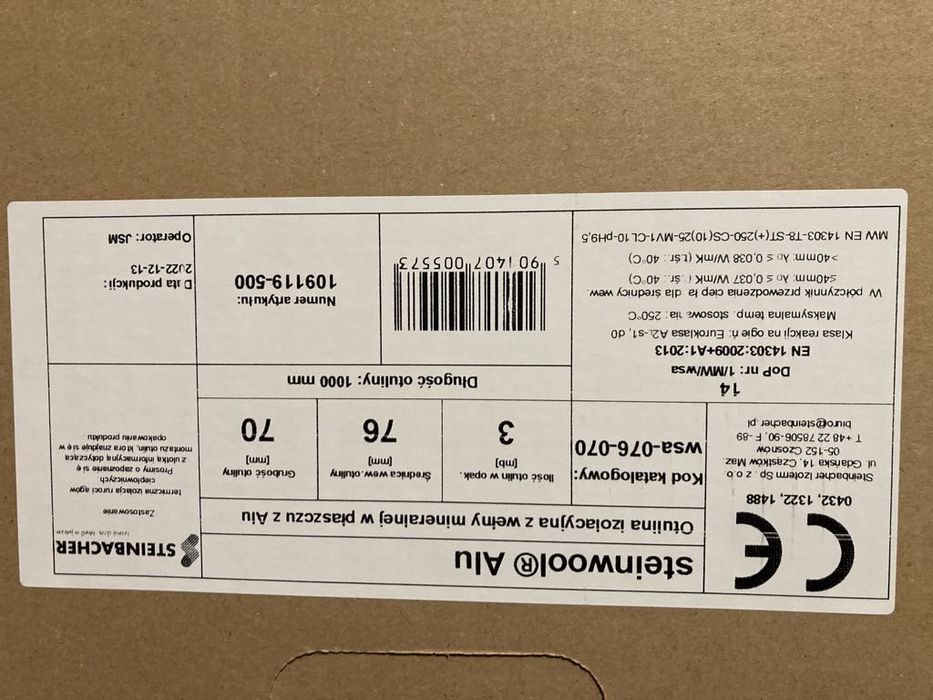 CE
0432, 1322, 1488
Steinbacher Izoterm Sp. z o o
ul. Gdańska 14, Cząstków Maz
05-152 Czosnow
T +48 22 78506-90, F -89
biuro@steinbacher.pl
steinwool® Alu
Otulina izolacyjna z wełny mineralnej w płaszczu z Alu
STEINBACHER
Zastosowanie
termiczna izolacja rurociągów
ciepłowniczych
Prosimy o zapoznanie się
z ulotką informacyjną dotyczącą
montażu otulin, która znajduje się w
opakowaniu produktu.
Kod katalogowy:
wsa-076-070
Ilość otulin w opak.
[mb]
3
Średnica wew.otuliny
[mm]
76
Grubość otuliny
[mm]
70
Długość otuliny: 1000 mm
14
DoP nr: 1/MW/wsa
EN 14303:2009+A1:2013
Klasa reakcji na ogień: Euroklasa A2L-s1, d0
Maksymalna temp. stosowania: 250°C
W półczynnik przewodzenia ciepła dla średnicy wew.
≤40mm: λD ≤ 0,037 W/mK (t.śr.: 40°C)
>40mm: λD ≤ 0,038 W/mK (t.śr.: 40°C)
MW EN 14303-T8-ST(+)250-CS(10)25-MV1-CL10-pH9,5
5 901407 005573
Numer artykułu:
109119-500
Data produkcji:
2022-12-13
Operator: JSM